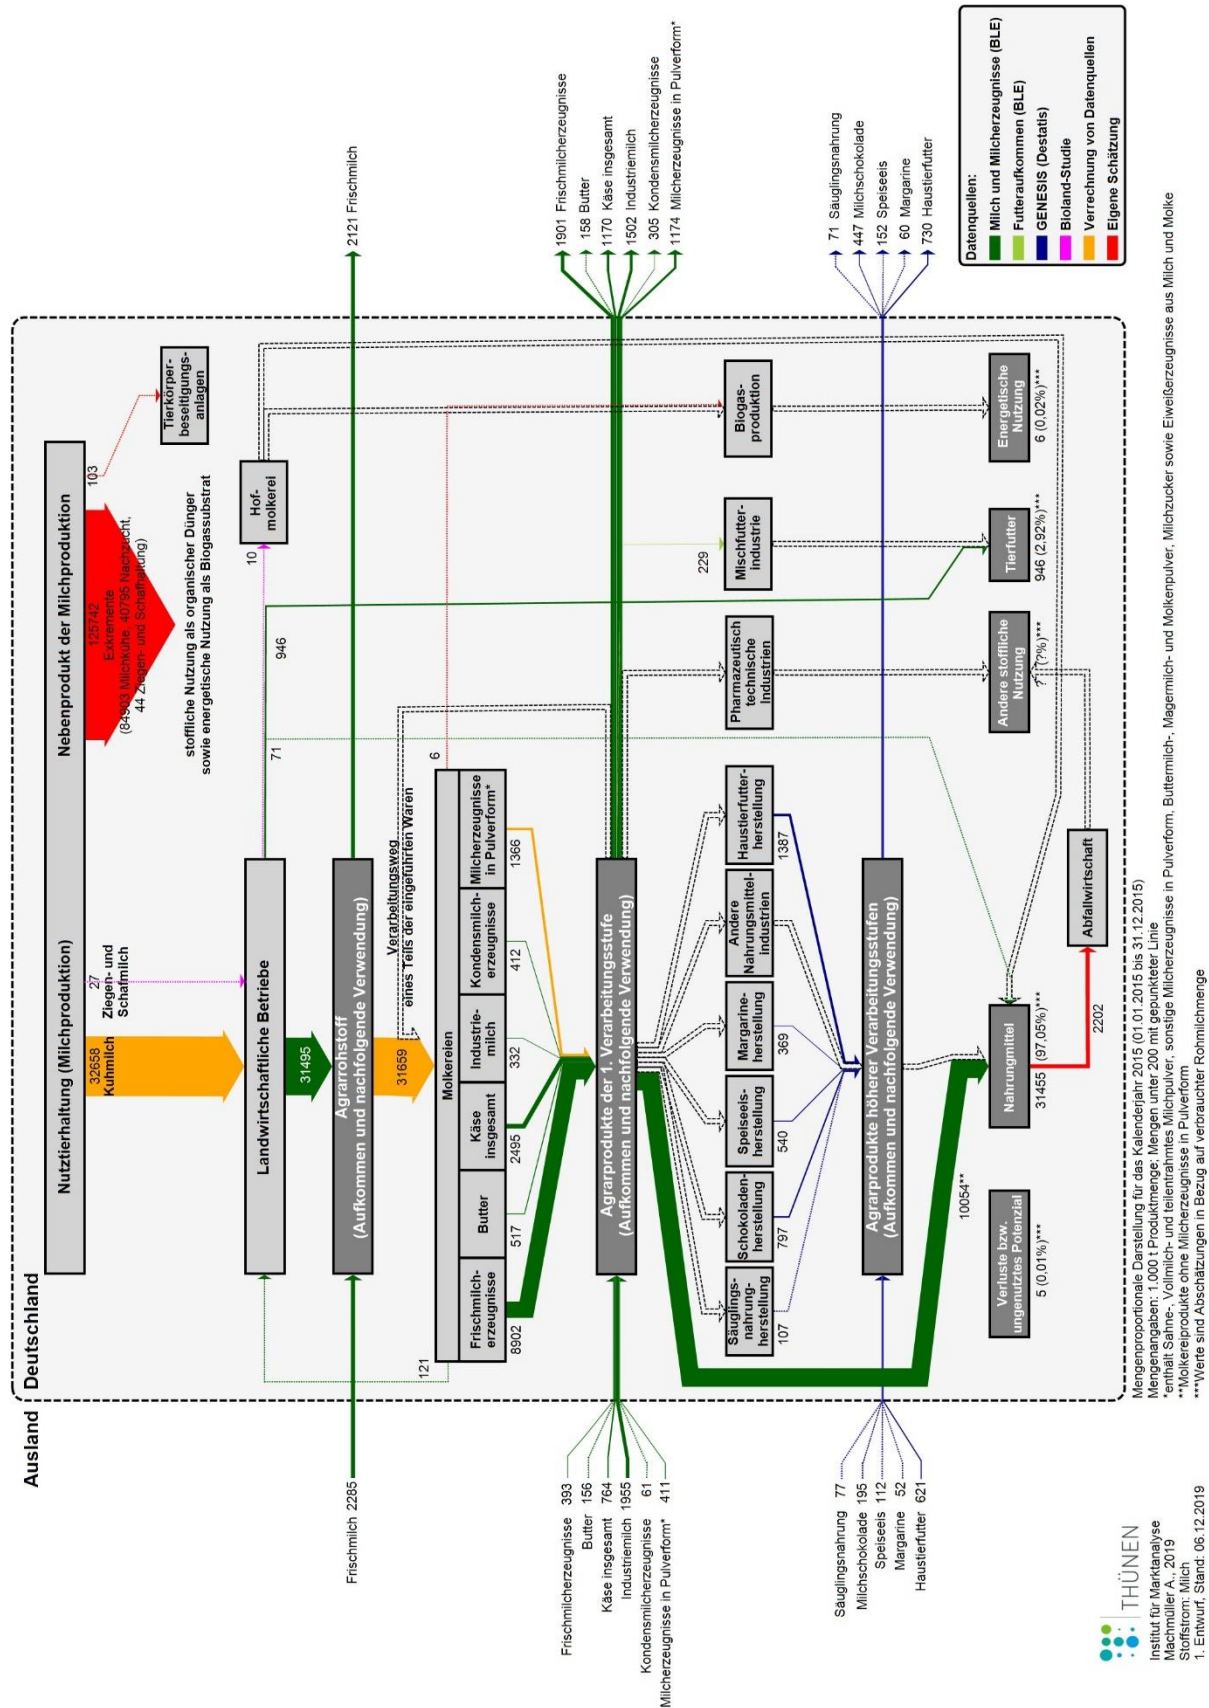 Ausland
Deutschland
Nutztierhaltung (Milchproduktion)
Nebenprodukt der Milchproduktion
32658
Kuhmilch
27
Ziegen- und
Schafmilch
125742
Exkremente
(84903 Milchkühe, 40795 Nachzucht,
44 Ziegen- und Schafhaltung)
103
stoffliche Nutzung als organischer Dünger
sowie energetische Nutzung als Biogassubstrat
Tierkörper-
beseitigungs-
anlagen
Landwirtschaftliche Betriebe
71
946
10
Hof-
molkerei
31495
Frischmilch 2285
Agrarrohstoff
(Aufkommen und nachfolgende Verwendung)
2121 Frischmilch
31659
Verarbeitungsweg
eines Teils der eingeführten Waren
121
Molkereien
6
Frischmilch-
erzeugnisse
Butter
Käse
insgesamt
Industrie-
milch
Kondensmilch-
erzeugnisse
Milcherzeugnisse
in Pulverform*
8902
517
2495
332
412
1366
Frischmilcherzeugnisse 393
Butter 156
Käse insgesamt 764
Industriemilch 1955
Kondensmilcherzeugnisse 61
Milcherzeugnisse in Pulverform* 411
Agrarprodukte der 1. Verarbeitungsstufe
(Aufkommen und nachfolgende Verwendung)
1901 Frischmilcherzeugnisse
158 Butter
1170 Käse insgesamt
1502 Industriemilch
305 Kondensmilcherzeugnisse
1174 Milcherzeugnisse in Pulverform*
229
Säuglings-
nahrung-
herstellung
Schokoladen-
herstellung
Speiseeis-
herstellung
Margarine-
herstellung
Andere
Nahrungsmittel-
industrien
Haustierfutter-
herstellung
Pharmazeutisch
technische
Industrien
Mischfutter-
industrie
Biogas-
produktion
107
797
540
369
1387
Säuglingsnahrung 77
Milchschokolade 195
Speiseeis 112
Margarine 52
Haustierfutter 621
Agrarprodukte höherer Verarbeitungsstufen
(Aufkommen und nachfolgende Verwendung)
71 Säuglingsnahrung
447 Milchschokolade
152 Speiseeis
60 Margarine
730 Haustierfutter
10054**
Verluste bzw.
ungenutztes Potenzial
5 (0,01%)***
Nahrungmittel
31455 (97,05%)***
2202
Abfallwirtschaft
Andere stoffliche
Nutzung
? (?%)***
Tierfutter
946 (2,92%)***
Energetische
Nutzung
6 (0,02%)***
Datenquellen:
Milch und Milcherzeugnisse (BLE)
Futteraufkommen (BLE)
GENESIS (Destatis)
Bioland-Studie
Verrechnung von Datenquellen
Eigene Schätzung
Mengenproportionale Darstellung für das Kalenderjahr 2015 (01.01.2015 bis 31.12.2015)
Mengenangaben: 1.000 t Produktmenge; Mengen unter 200 mit gepunkteter Linie
*enthält Sahne-, Vollmilch- und teilentrahmtes Milchpulver, sonstige Milcherzeugnisse in Pulverform, Buttermilch-, Magermilch- und Molkenpulver, Milchzucker sowie Eiweißerzeugnisse aus Milch und Molke
**Molkereiprodukte ohne Milcherzeugnisse in Pulverform
***Werte sind Abschätzungen in Bezug auf verbrauchter Rohmilchmenge
THÜNEN
Institut für Marktanalyse
Machmüller A., 2019
Stoffstrom: Milch
1. Entwurf, Stand: 06.12.2019